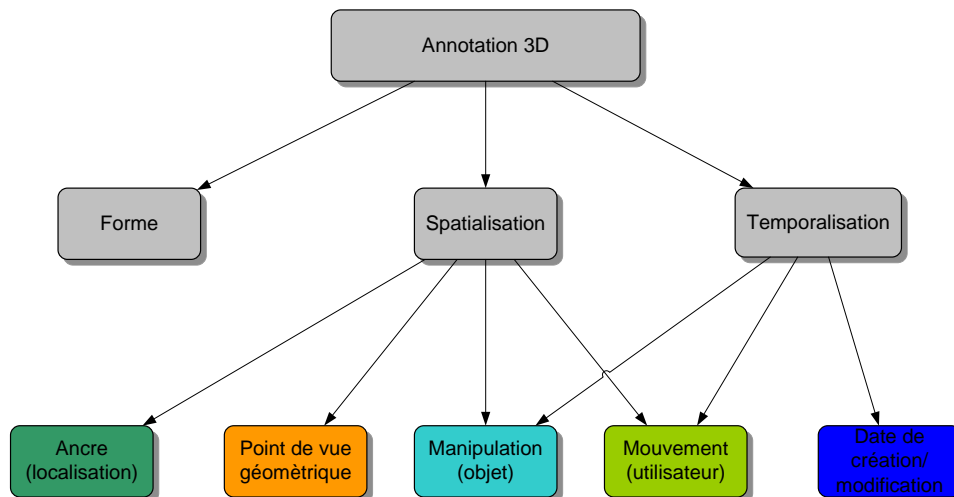 Annotation 3D
Forme
Spatialisation
Temporalisation
Ancre
(localisation)
Point de vue
géomètrique
Manipulation
(objet)
Mouvement
(utilisateur)
Date de
création/
modification